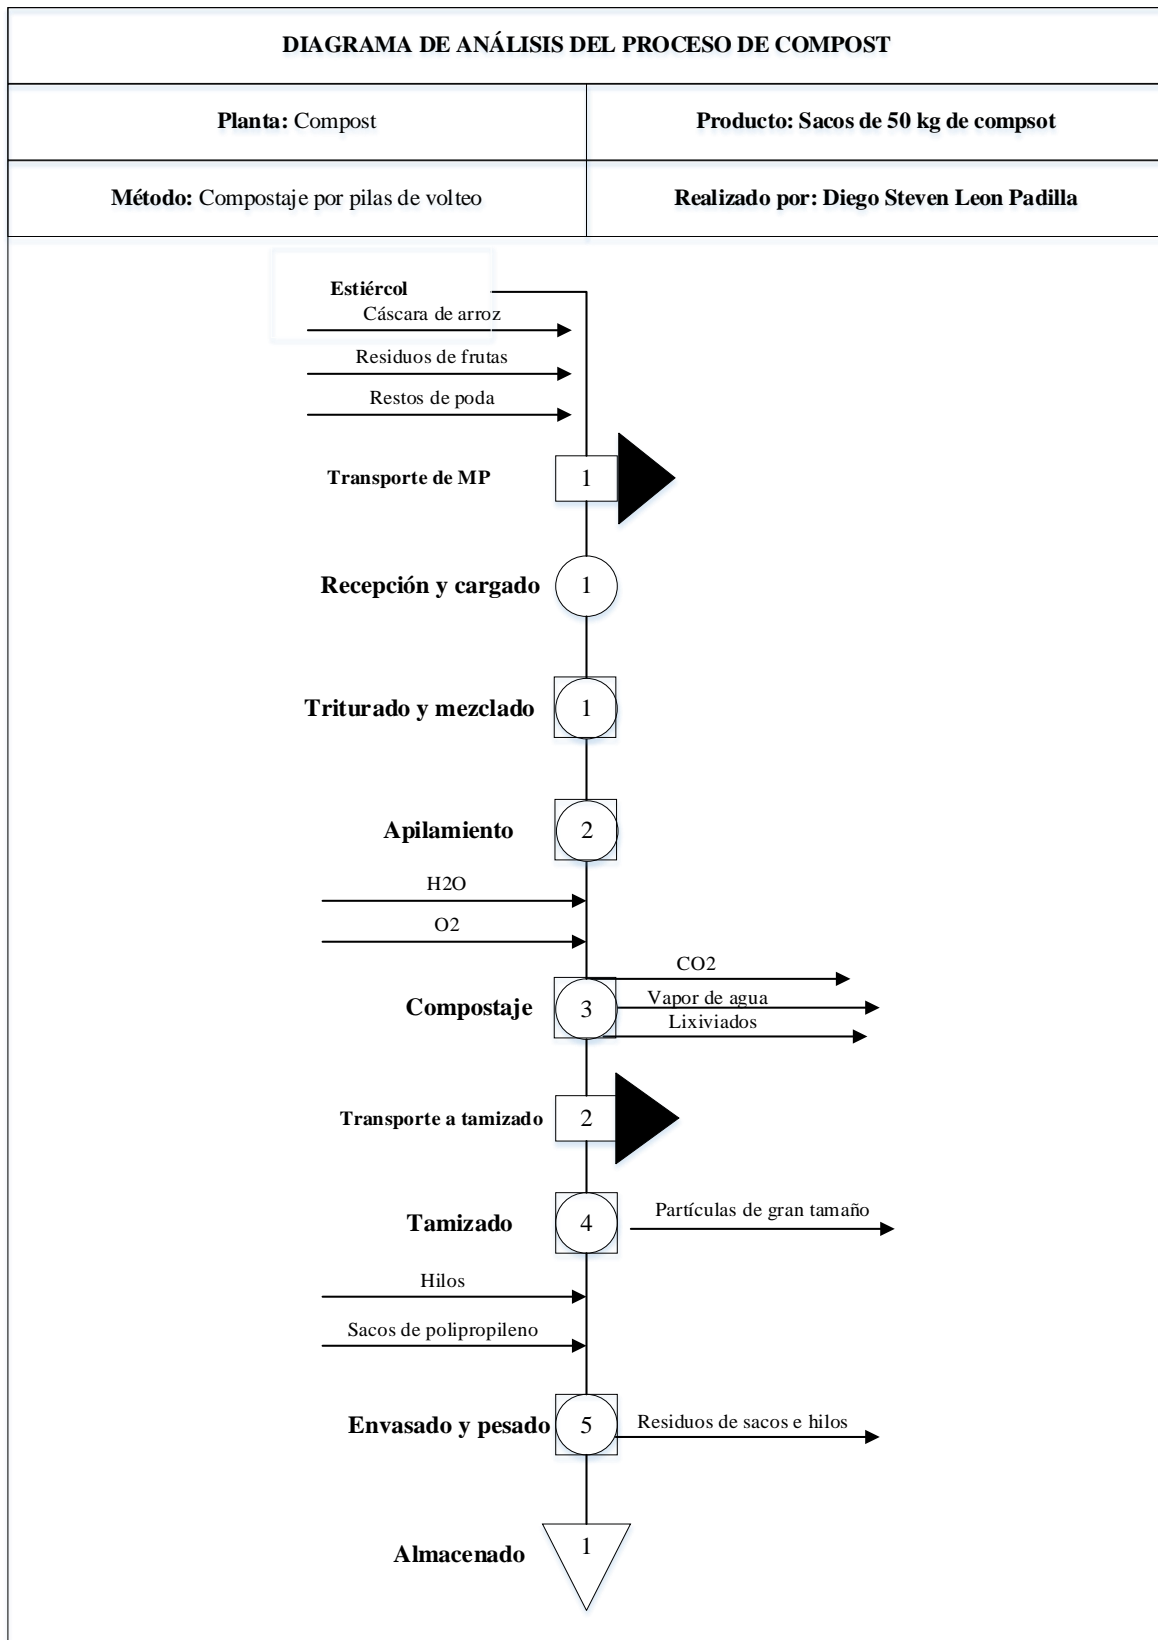 DIAGRAMA DE ANÁLISIS DEL PROCESO DE COMPOST
Planta: Compost
Producto: Sacos de 50 kg de compsot
Método: Compostaje por pilas de volteo
Realizado por: Diego Steven Leon Padilla
Estiércol
Cáscara de arroz
Residuos de frutas
Restos de poda
Transporte de MP
1
Recepción y cargado
1
Triturado y mezclado
1
Apilamiento
2
H2O
O2
CO2
Compostaje
3
Vapor de agua
Lixiviados
Transporte a tamizado
2
Tamizado
4
Partículas de gran tamaño
Hilos
Sacos de polipropileno
Envasado y pesado
5
Residuos de sacos e hilos
Almacenado
1